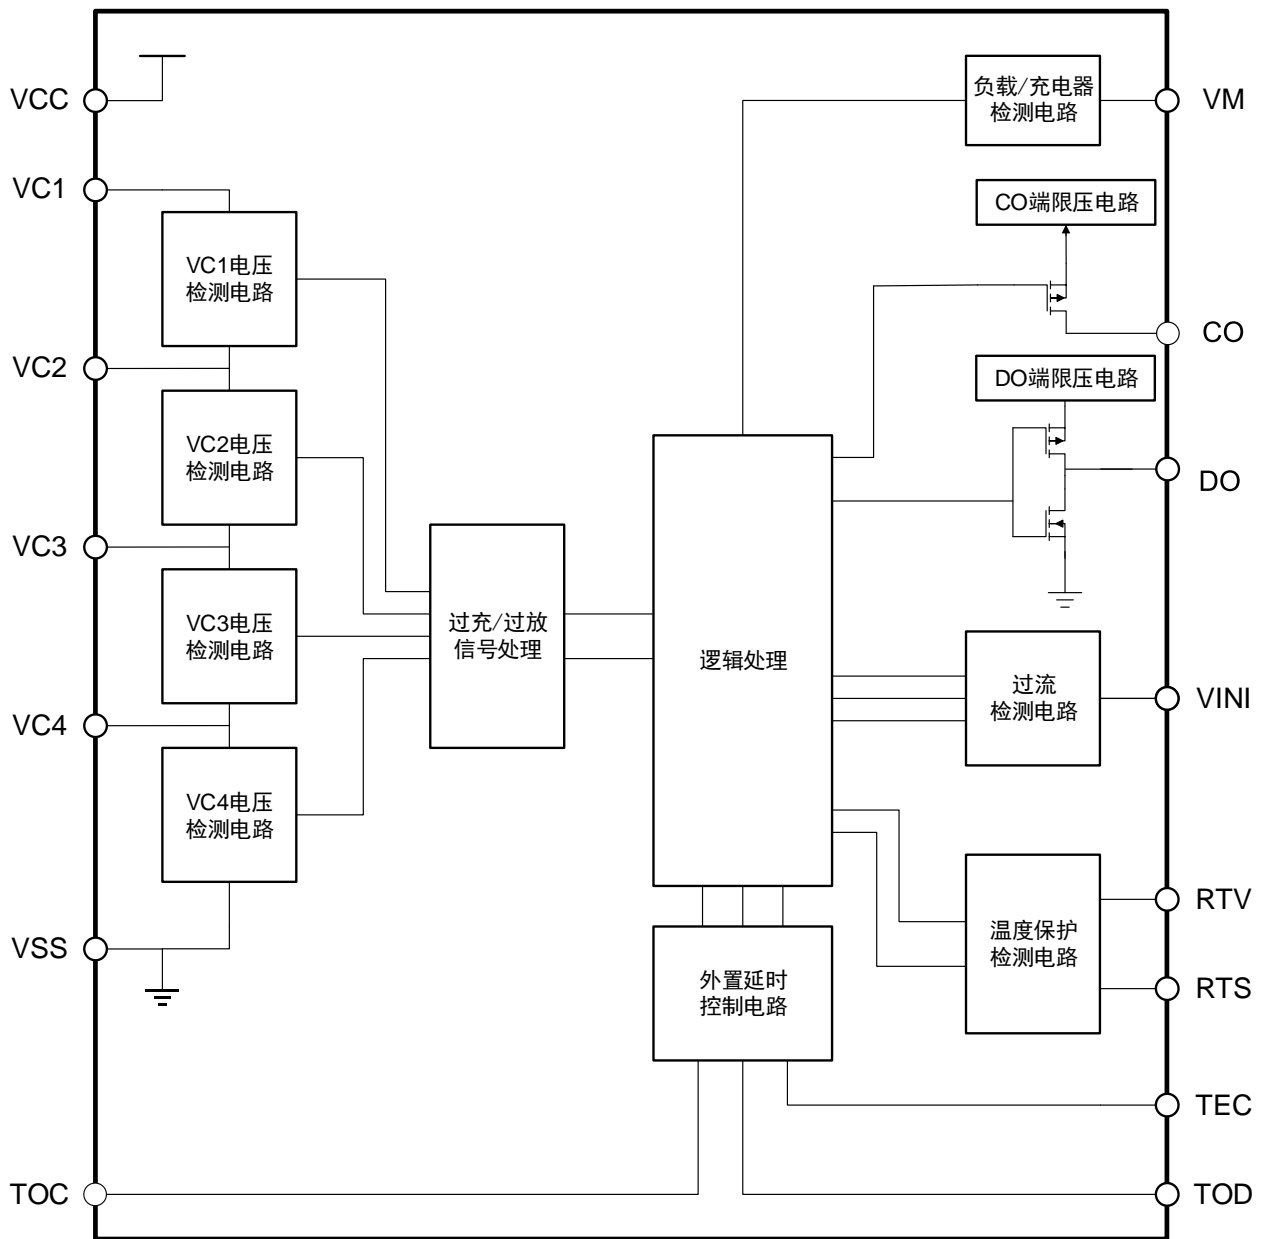 VCC
VC1
VC2
VC3
VC4
VSS
TOC
VC1电压
检测电路
VC2电压
检测电路
VC3电压
检测电路
VC4电压
检测电路
过充/过放
信号处理
逻辑处理
外置延时
控制电路
负载/充电器
检测电路
CO端限压电路
DO端限压电路
过流
检测电路
温度保护
检测电路
VM
CO
DO
VINI
RTV
RTS
TEC
TOD